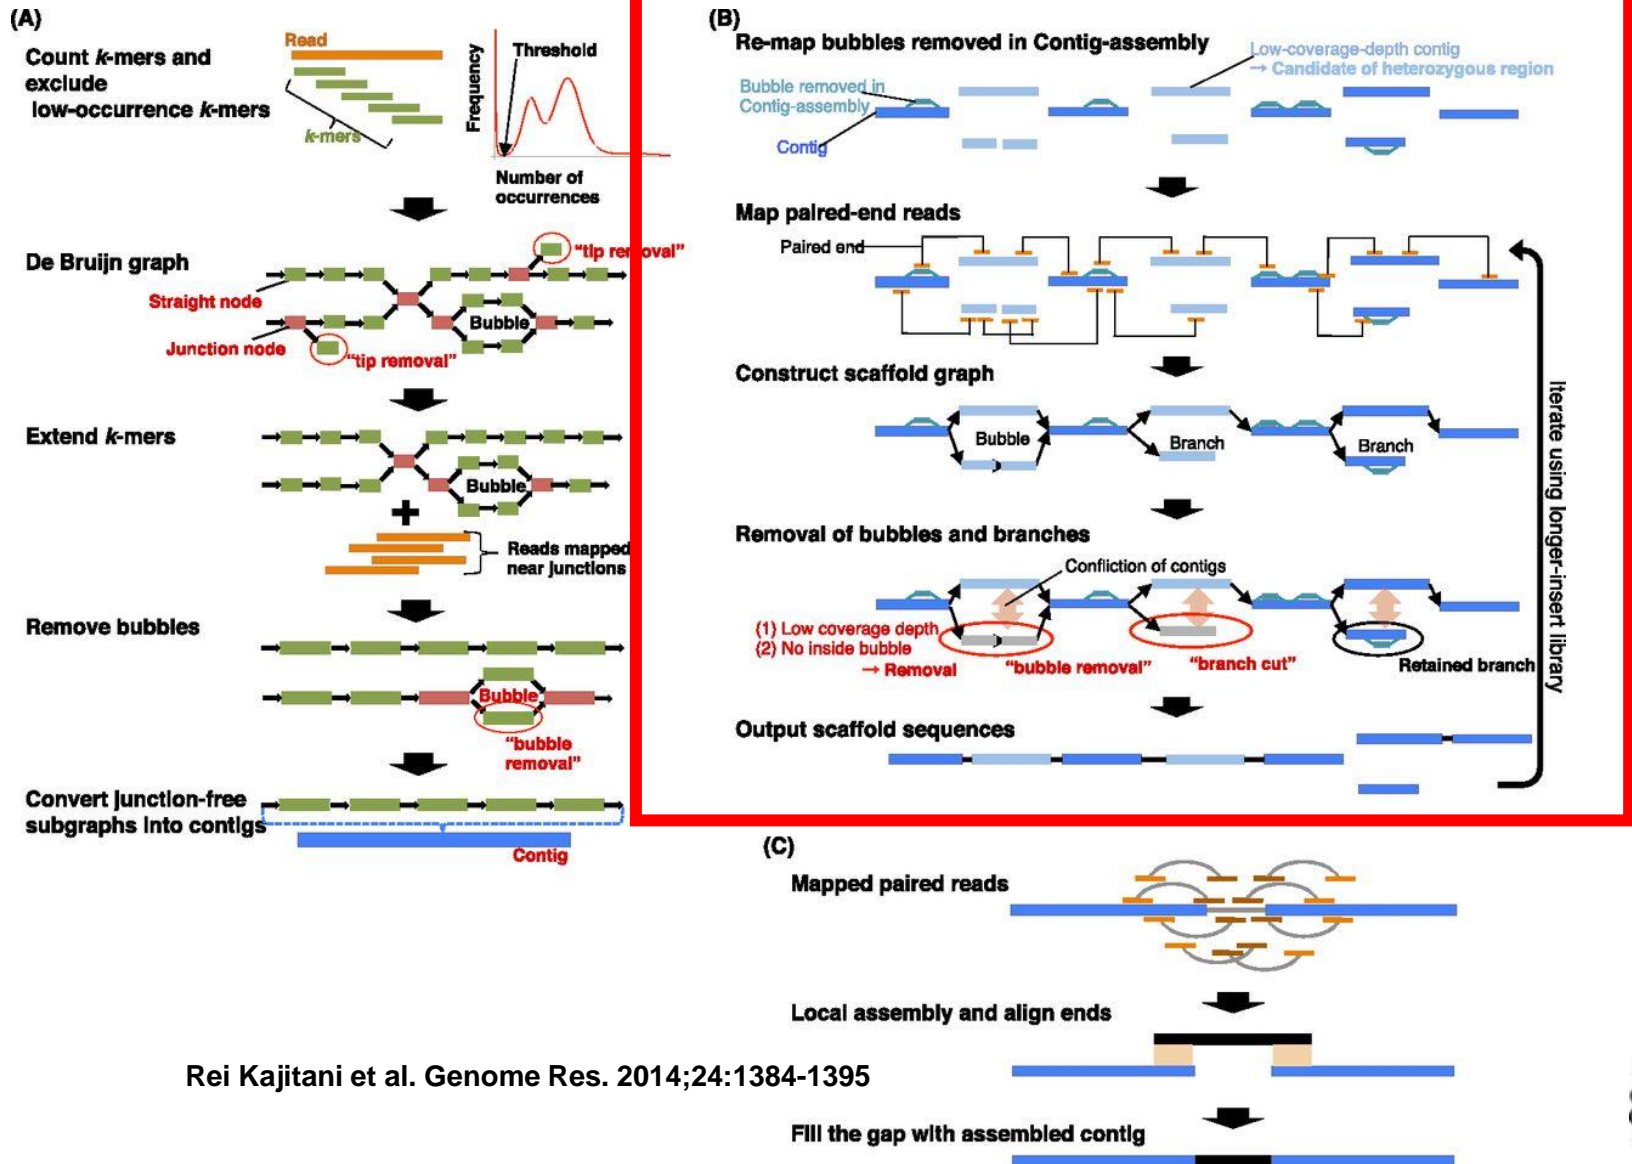 (A)
Count k-mers and
exclude
low-occurrence k-mers
Read
k-mers
Frequency
Threshold
Number of
occurrences
De Bruijn graph
"tip removal"
Straight node
Bubble
Junction node
"tip removal"
Extend k-mers
Bubble
Reads mapped
near junctions
Remove bubbles
Bubble
"bubble
removal"
Convert junction-free
subgraphs into contigs
Contig
(B)
Re-map bubbles removed in Contig-assembly
Low-coverage-depth contig
→ Candidate of heterozygous region
Bubble removed in
Contig-assembly
Contig
Map paired-end reads
Paired end
Construct scaffold graph
Bubble
Branch
Branch
Removal of bubbles and branches
Confliction of contigs
(1) Low coverage depth
(2) No inside bubble
→ Removal
"bubble removal"
"branch cut"
Retained branch
Output scaffold sequences
Iterate using longer-insert library
(C)
Mapped paired reads
Local assembly and align ends
Fill the gap with assembled contig
Rei Kajitani et al. Genome Res. 2014;24:1384-1395